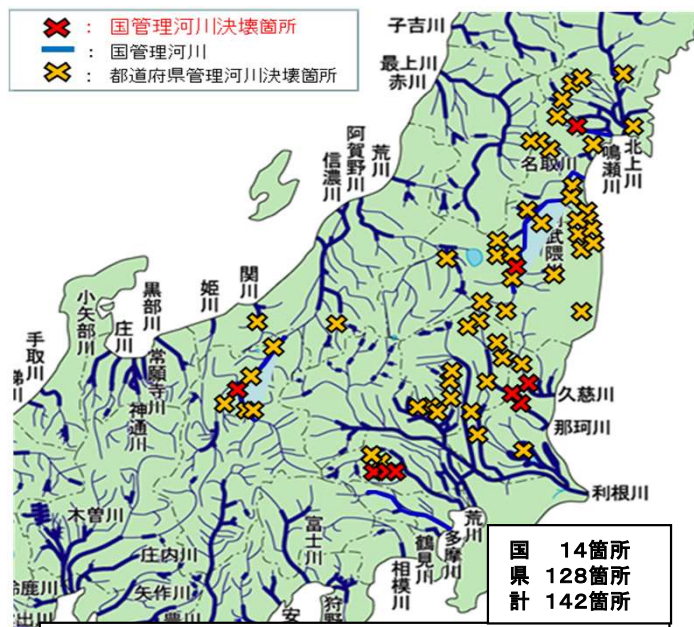 ： 国管理河川決壊箇所
： 国管理河川
： 都道府県管理河川決壊箇所
子吉川
最上川
赤川
荒川
阿賀野川
信濃川
名取川
鳴瀬川
北上川
関川
姫川
黒部川
小矢部川
庄川
手取川
常願寺川
神通川
久慈川
那珂川
利根川
荒川
多摩川
鶴見川
相模川
富士川
木曽川
庄内川
矢作川
国 14箇所
県 128箇所
計 142箇所